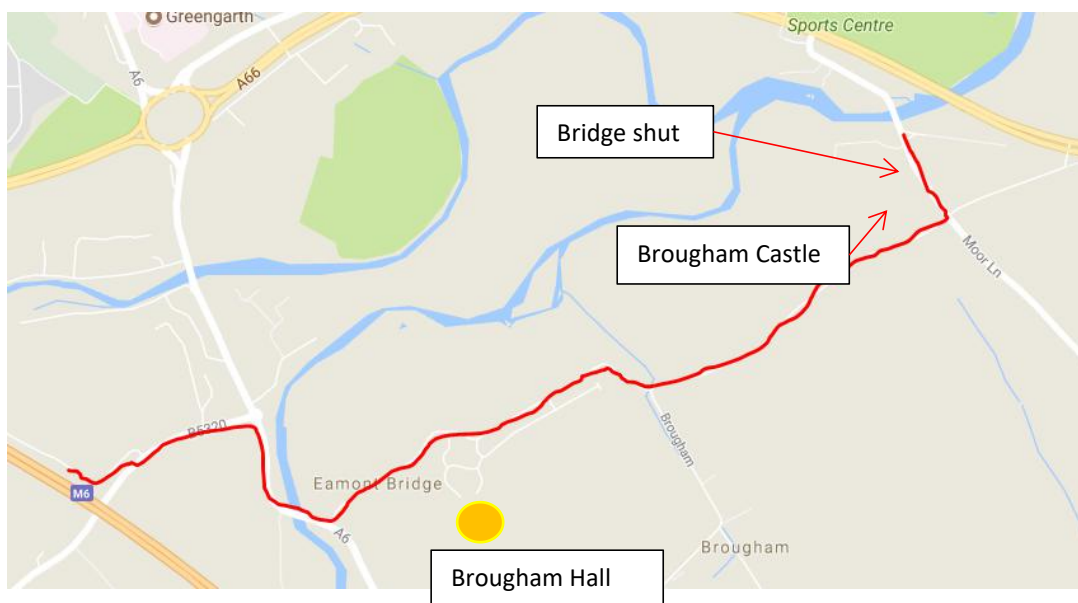 Greengarth
Sports Centre
A6
A66
Bridge shut
Brougham Castle
Moor Ln
B5320
Brougham
M6
Eamont Bridge
A6
Brougham
Brougham Hall